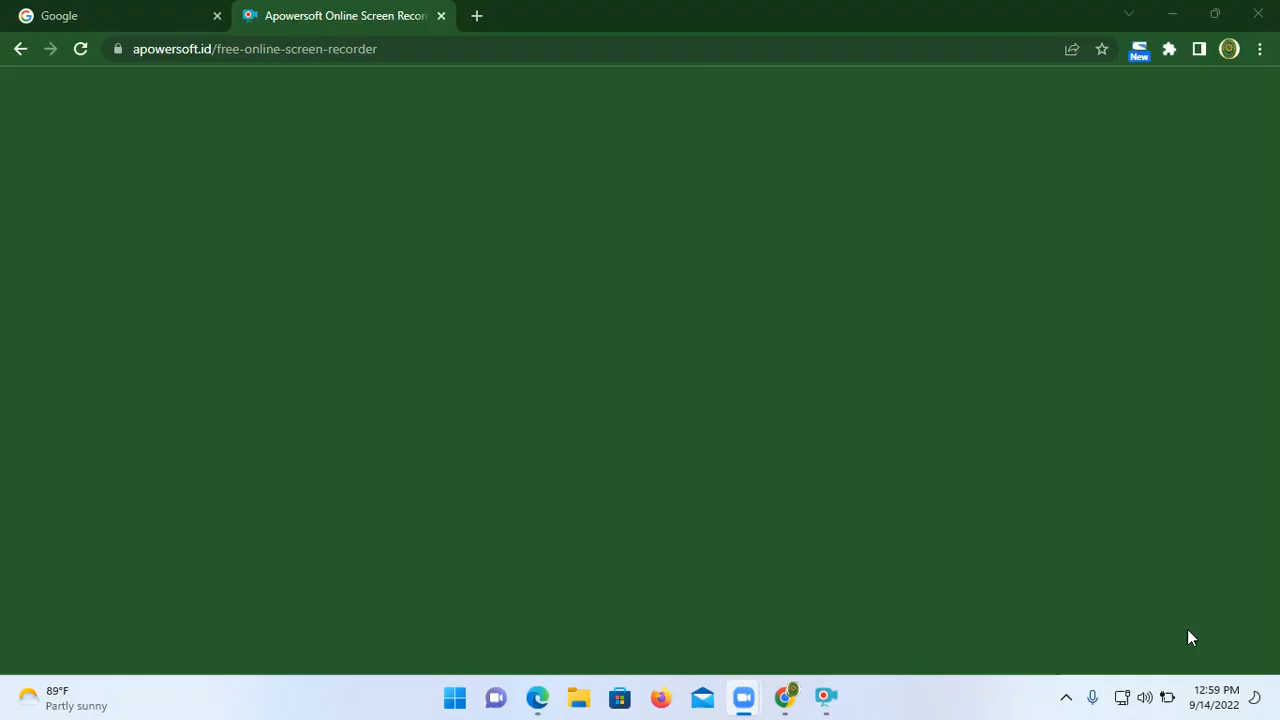 Google
Apowersoft Online Screen Recor
apowersoft.id/free-online-screen-recorder
New
89°F
Partly sunny
12:59 PM
9/14/2022